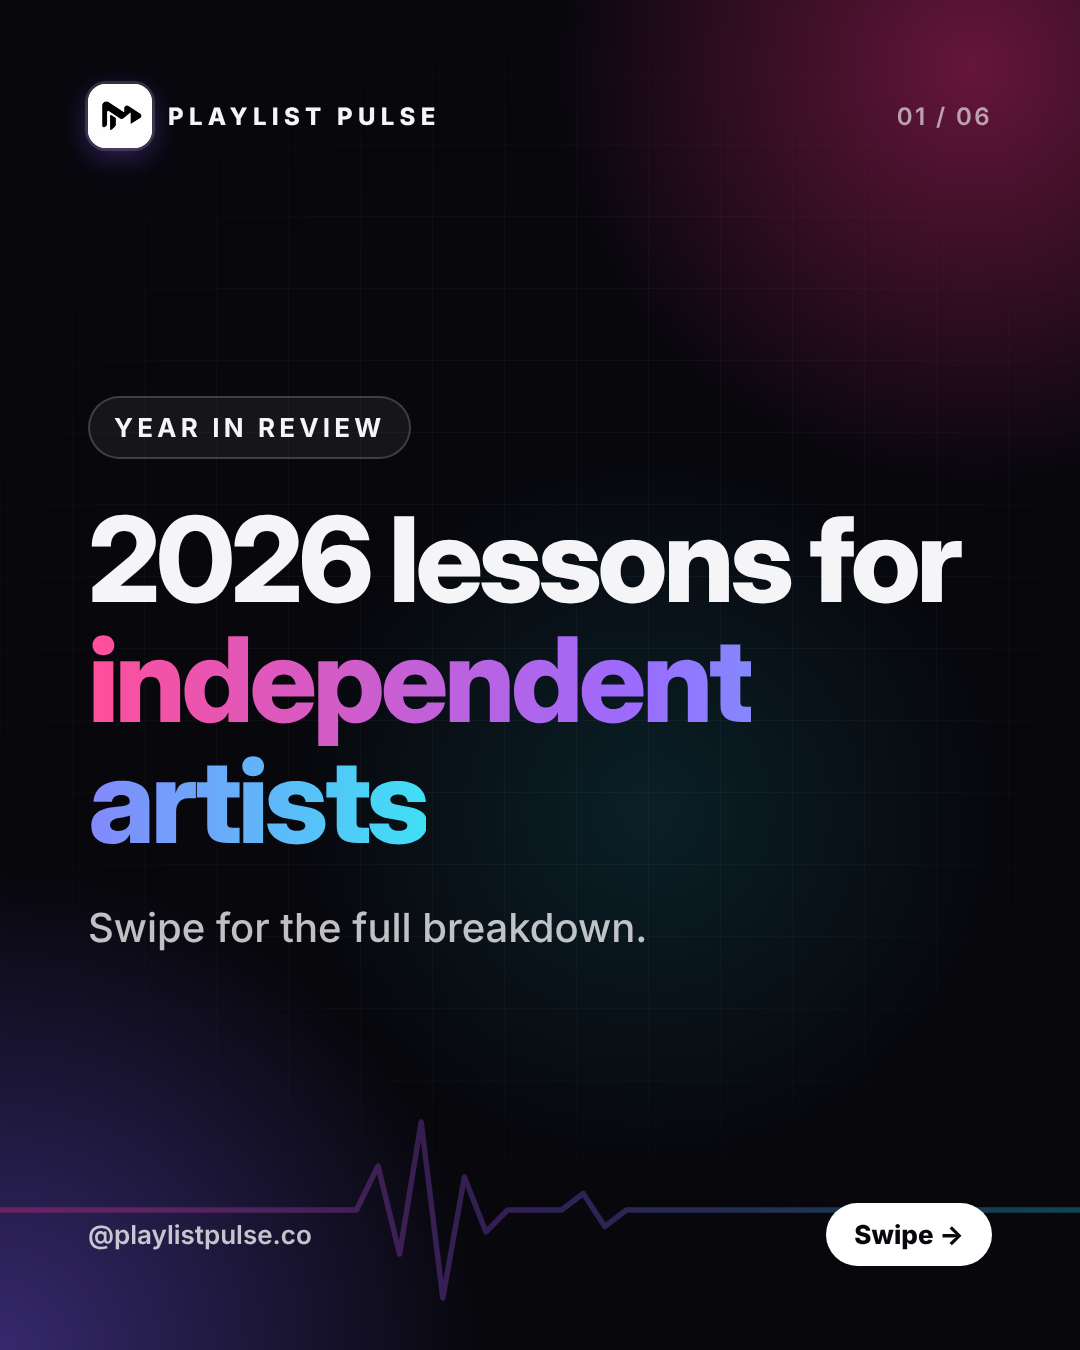 PLAYLIST PULSE
01 / 06
YEAR IN REVIEW
2026 lessons for
independent
artists
Swipe for the full breakdown.
@playlistpulse.co
Swipe →